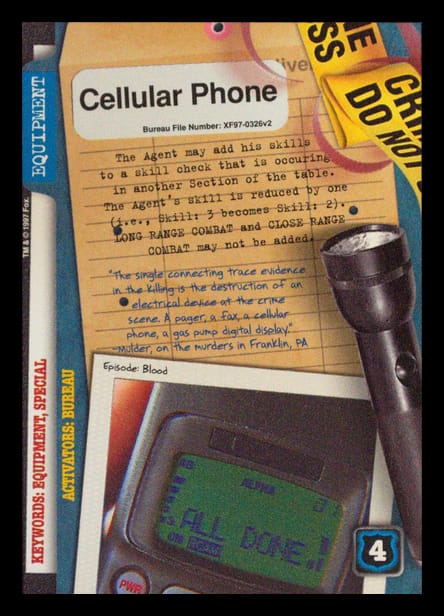 Cellular Phone
Bureau File Number: XF97-0326v2
EQUIPMENT
The Agent may add his skills
to a skill check that is occuring
in another Section of the table.
The Agent's skill is reduced by one
(i.e., Skill: 3 becomes Skill: 2).
LONG RANGE COMBAT and CLOSE RANGE
COMBAT may not be added.
"The single connecting trace evidence
in the killing is the destruction of an
electrical device at the crime
scene. A pager, a fax, a cellular
phone, a gas pump digital display."
-Mulder, on the murders in Franklin, PA
Episode: Blood
TM & © 1997 Fox.
KEYWORDS: EQUIPMENT, SPECIAL
ACTIVATORS: BUREAU
DO NOT
ALPHA
ALL DONE..!
PWR
4